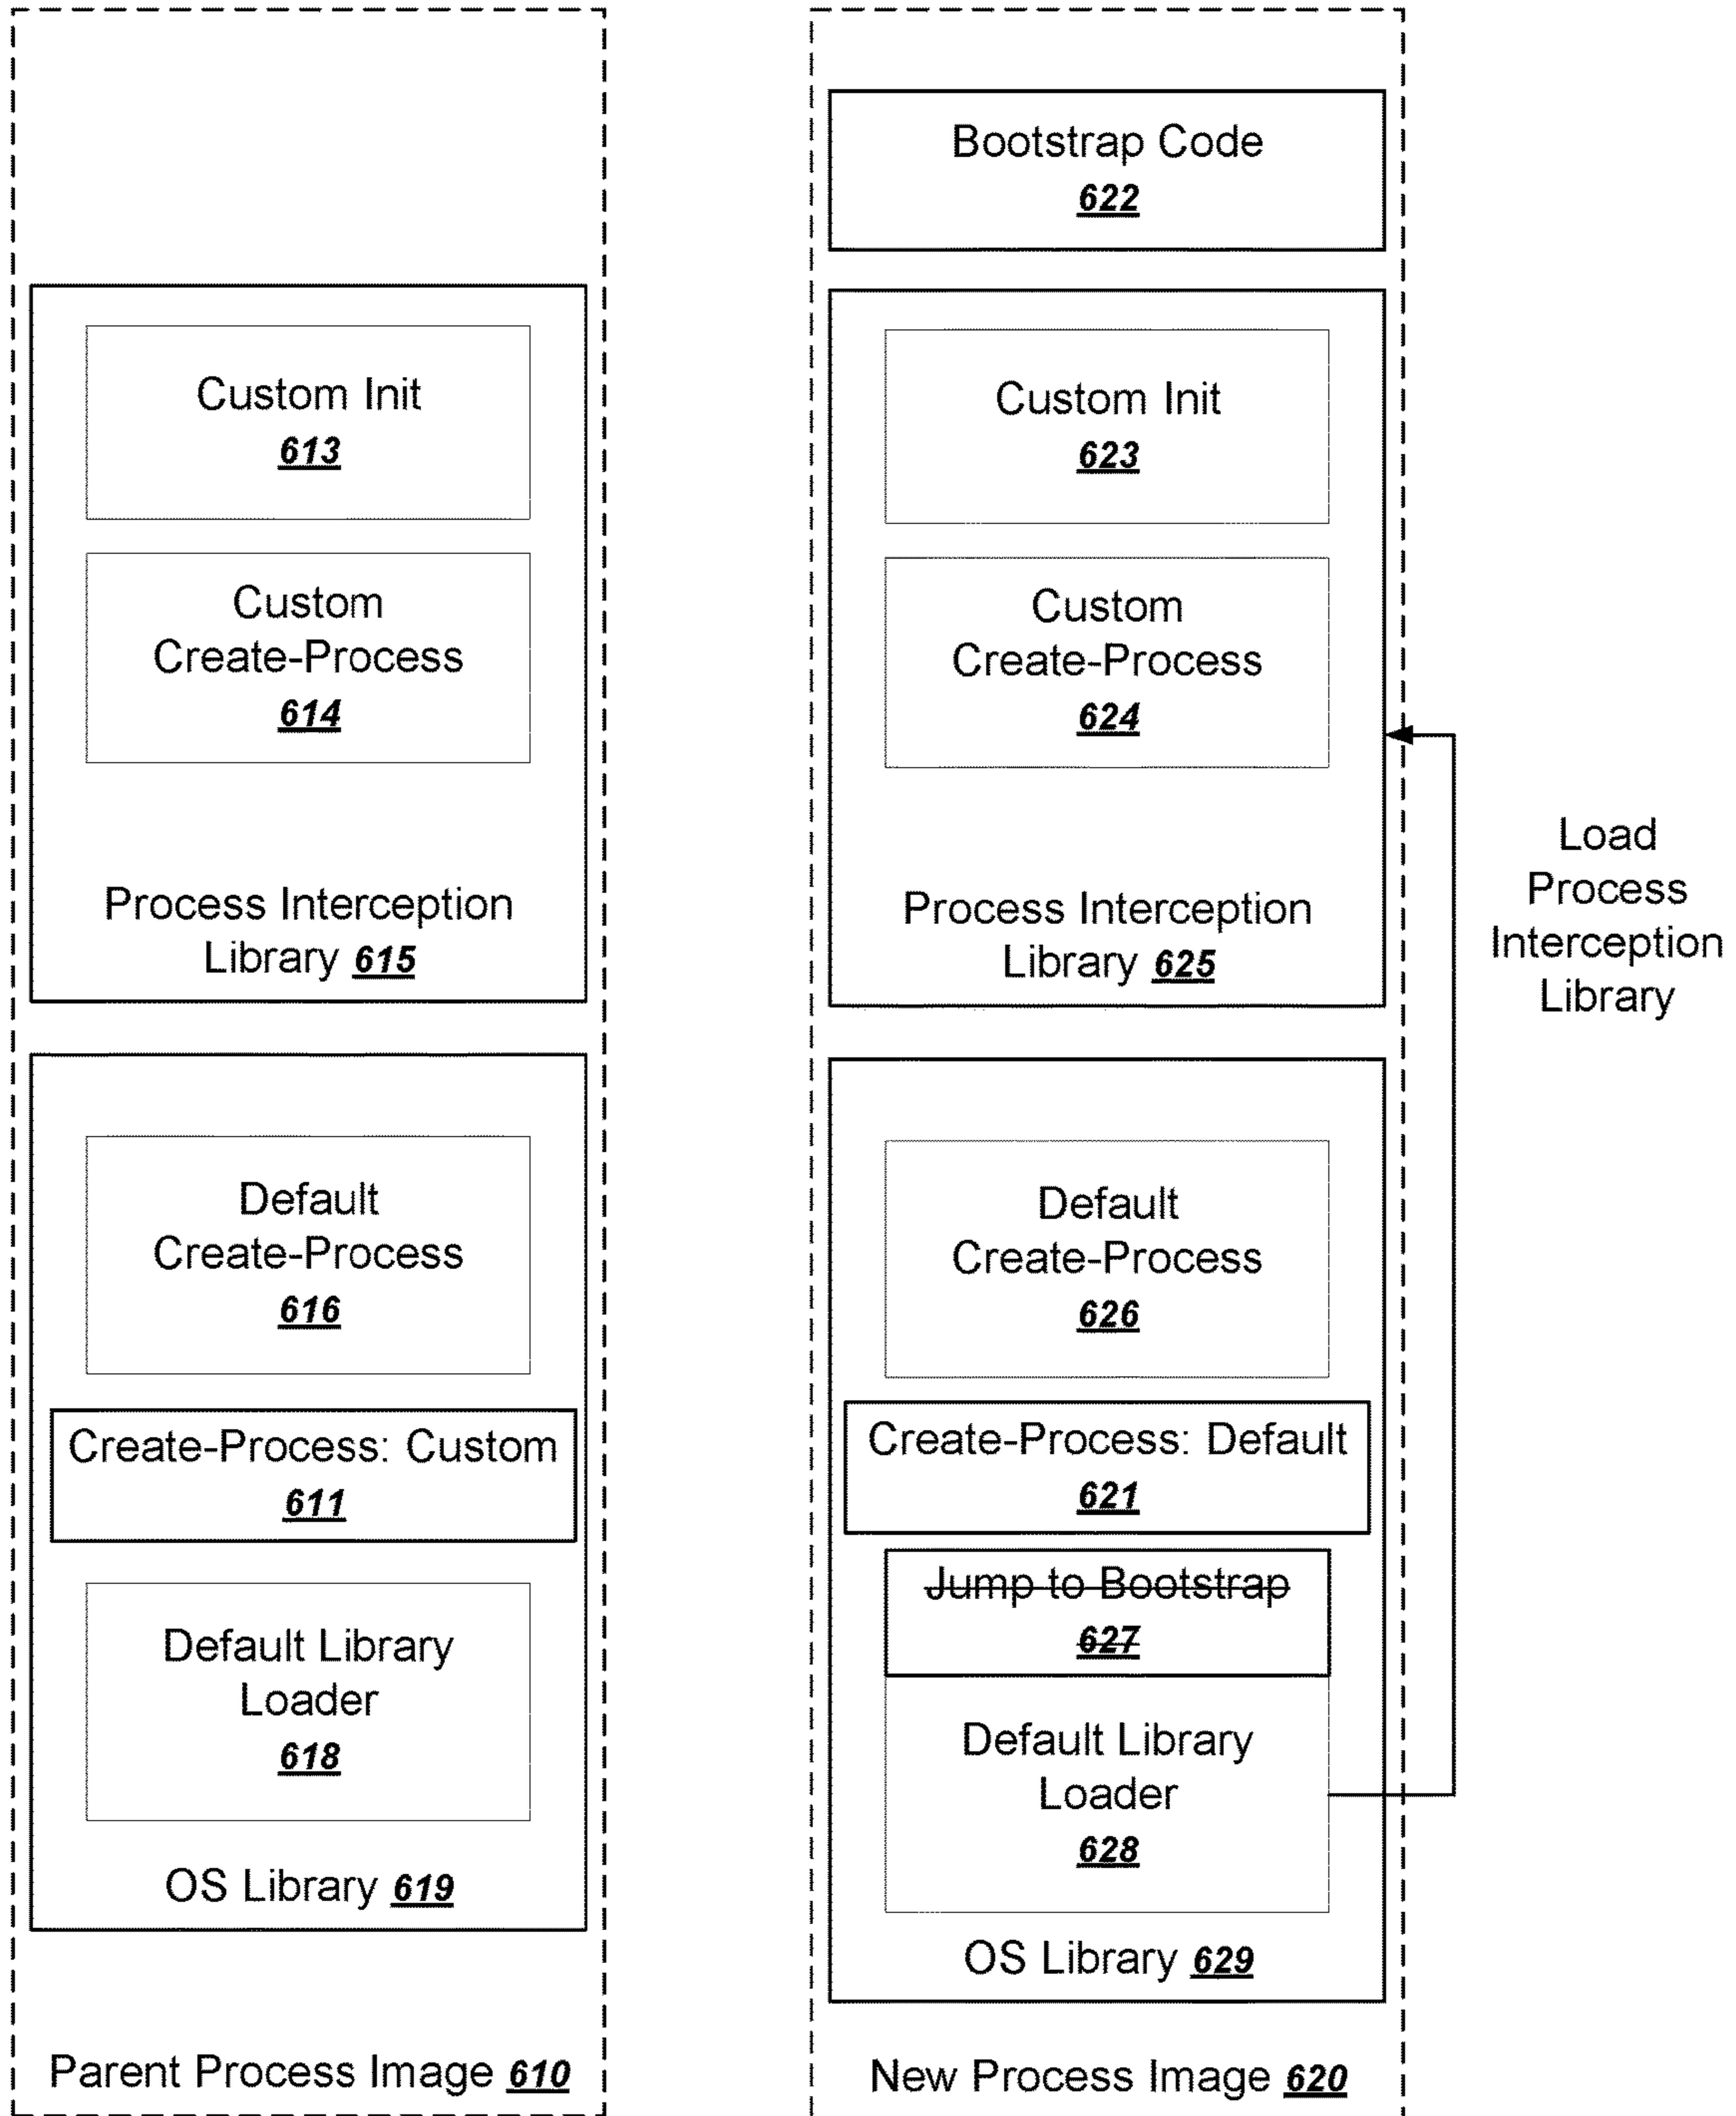 Custom Init
613
Custom
Create-Process
614
Process Interception
Library 615
Default
Create-Process
616
Create-Process: Custom
611
Default Library
Loader
618
OS Library 619
Parent Process Image 610
Bootstrap Code
622
Custom Init
623
Custom
Create-Process
624
Process Interception
Library 625
Default
Create-Process
626
Create-Process: Default
621
Jump to Bootstrap
627
Default Library
Loader
628
OS Library 629
New Process Image 620
Load
Process
Interception
Library